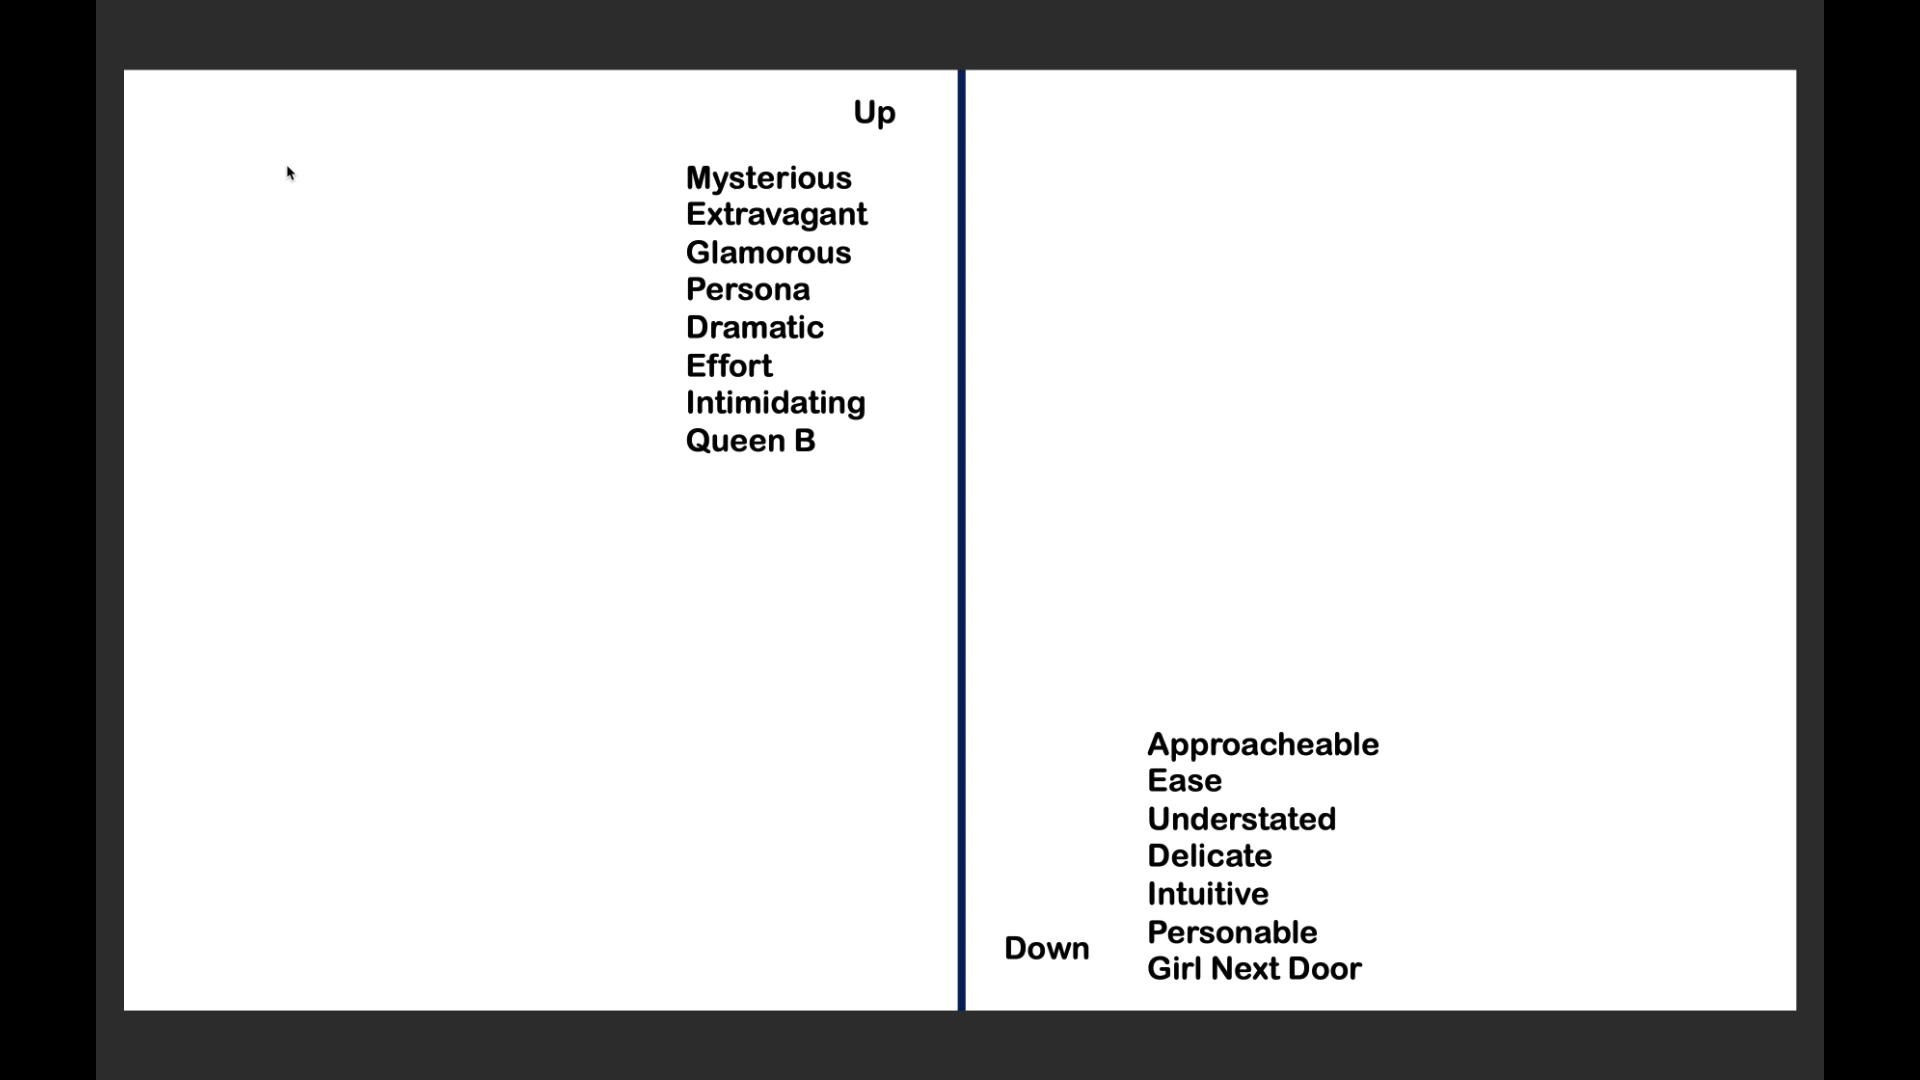 Up
Mysterious
Extravagant
Glamorous
Persona
Dramatic
Effort
Intimidating
Queen B
Approacheable
Ease
Understated
Delicate
Intuitive
Personable
Down
Girl Next Door